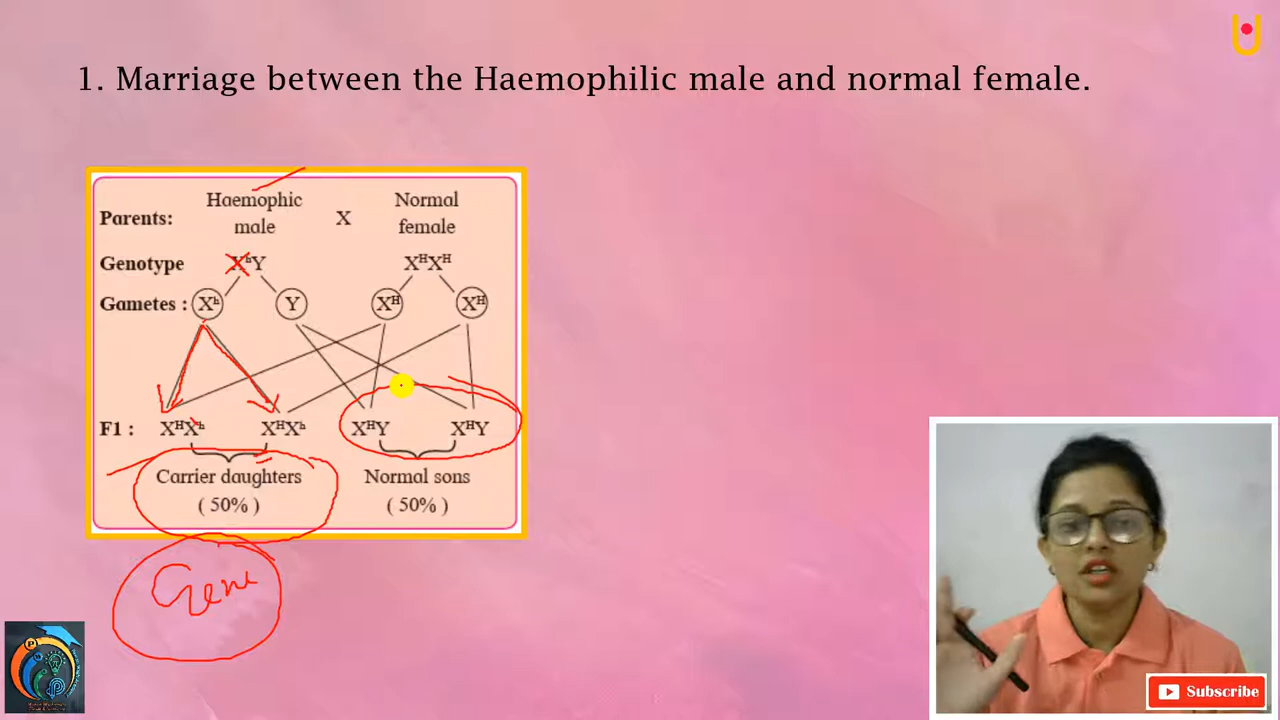 1. Marriage between the Haemophilic male and normal female.
Parents: Haemophic male X Normal female
Genotype XʰY XᴴXᴴ
Gametes : Xʰ Y Xᴴ Xᴴ
F1 : XᴴXʰ XᴴXʰ XᴴY XᴴY
Carrier daughters Normal sons
( 50% ) ( 50% )
Gene
Subscribe